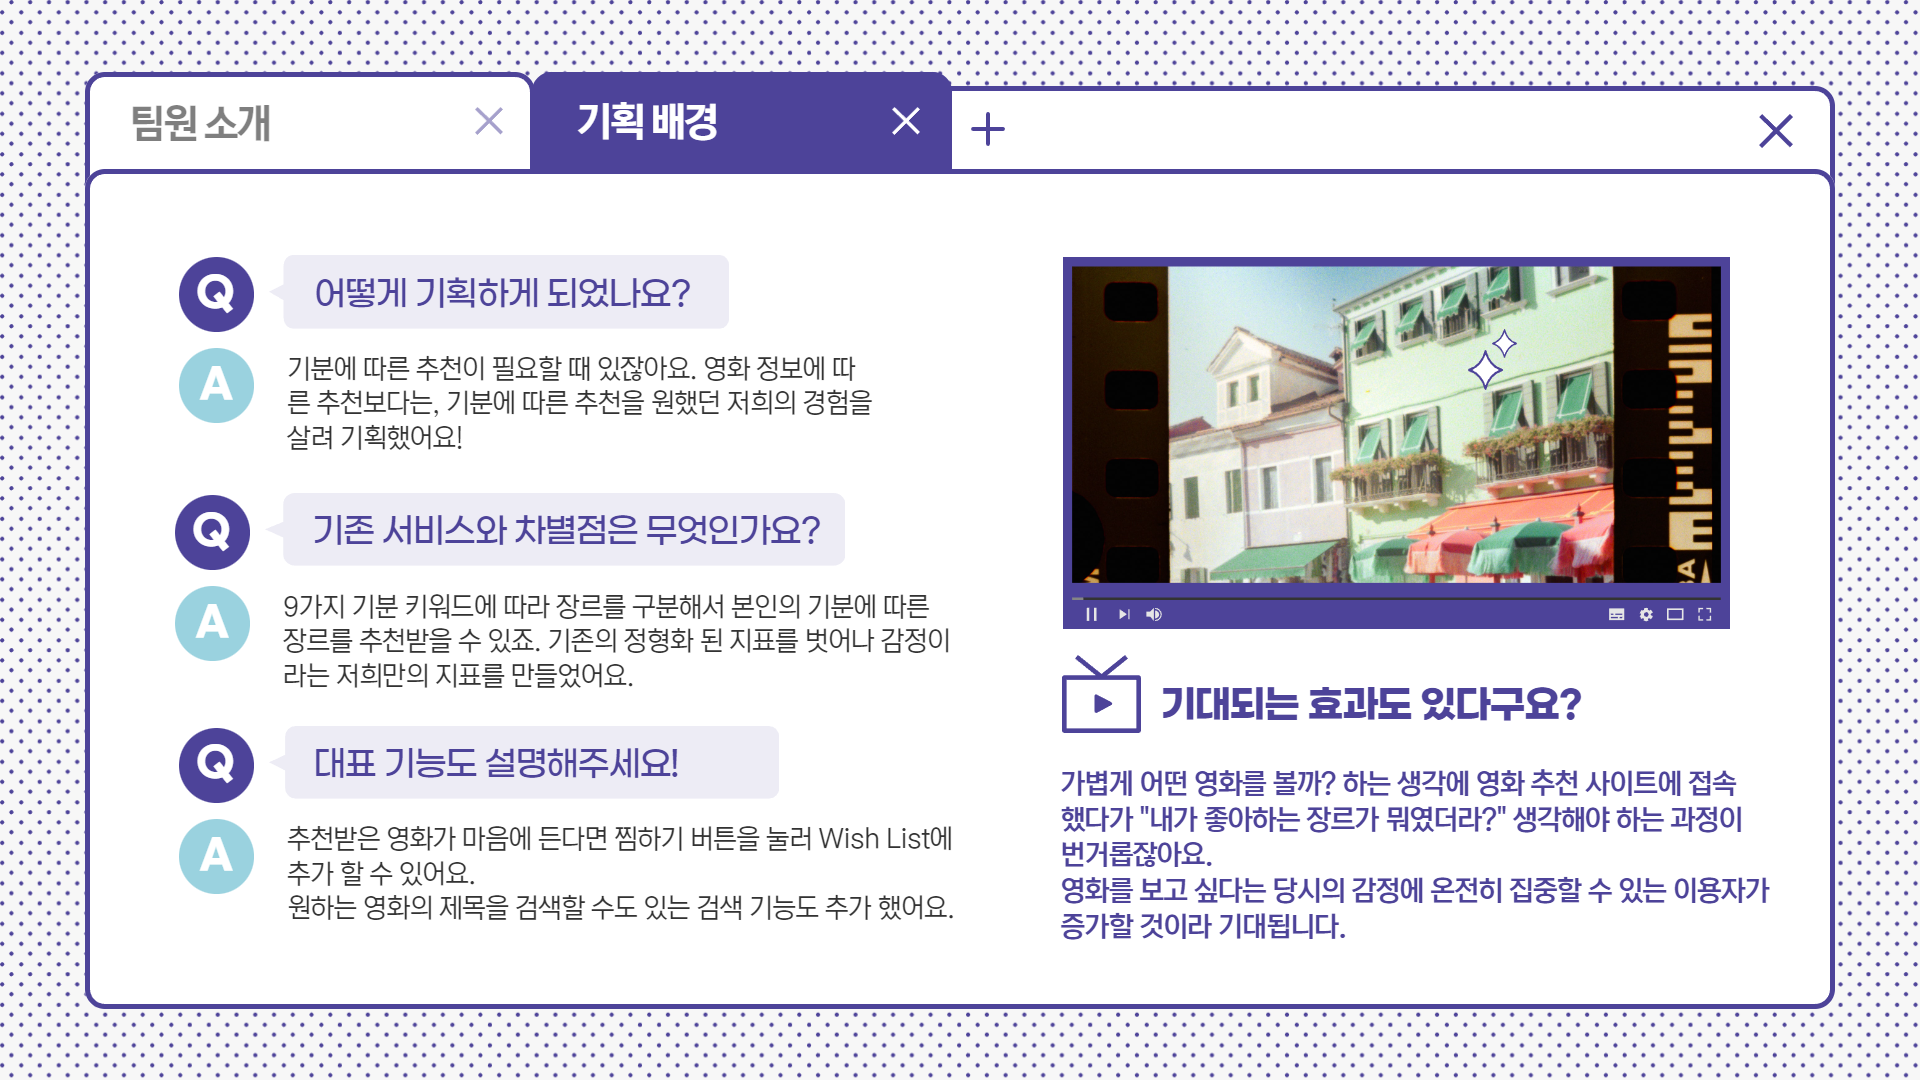 팀원 소개
기획 배경
Q
어떻게 기획하게 되었나요?
A
기분에 따른 추천이 필요할 때 있잖아요. 영화 정보에 따
른 추천보다는, 기분에 따른 추천을 원했던 저희의 경험을
살려 기획했어요!
Q
기존 서비스와 차별점은 무엇인가요?
A
9가지 기분 키워드에 따라 장르를 구분해서 본인의 기분에 따른
장르를 추천받을 수 있죠. 기존의 정형화 된 지표를 벗어나 감정이
라는 저희만의 지표를 만들었어요.
Q
대표 기능도 설명해주세요!
A
추천받은 영화가 마음에 든다면 찜하기 버튼을 눌러 Wish List에
추가 할 수 있어요.
원하는 영화의 제목을 검색할 수도 있는 검색 기능도 추가 했어요.
기대되는 효과도 있다구요?
가볍게 어떤 영화를 볼까? 하는 생각에 영화 추천 사이트에 접속
했다가 "내가 좋아하는 장르가 뭐였더라?" 생각해야 하는 과정이
번거롭잖아요.
영화를 보고 싶다는 당시의 감정에 온전히 집중할 수 있는 이용자가
증가할 것이라 기대됩니다.